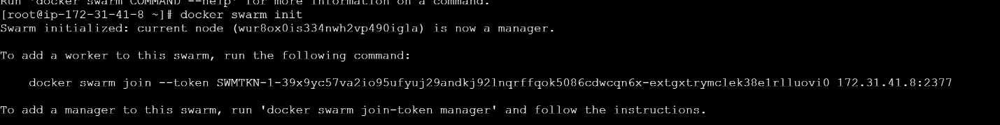 Run 'docker swarm COMMAND --help' for more information on a command.
[root@ip-172-31-41-8 ~]# docker swarm init
Swarm initialized: current node (wur8ox0is334nwh2vp490igla) is now a manager.
To add a worker to this swarm, run the following command:
docker swarm join --token SWMTKN-1-39x9yc57va2io95ufyuj29andkj92lnqrffqok5086cdwcqn6x-extgxtrymclek38e1rlluovi0 172.31.41.8:2377
To add a manager to this swarm, run 'docker swarm join-token manager' and follow the instructions.